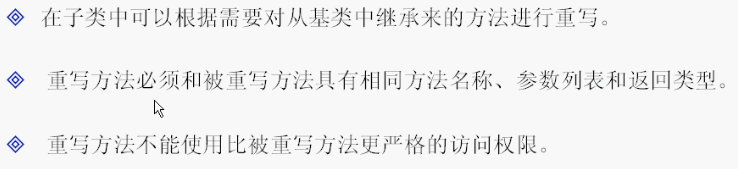 在子类中可以根据需要对从基类中继承来的方法进行重写。
重写方法必须和被重写方法具有相同方法名称、参数列表和返回类型。
重写方法不能使用比被重写方法更严格的访问权限。